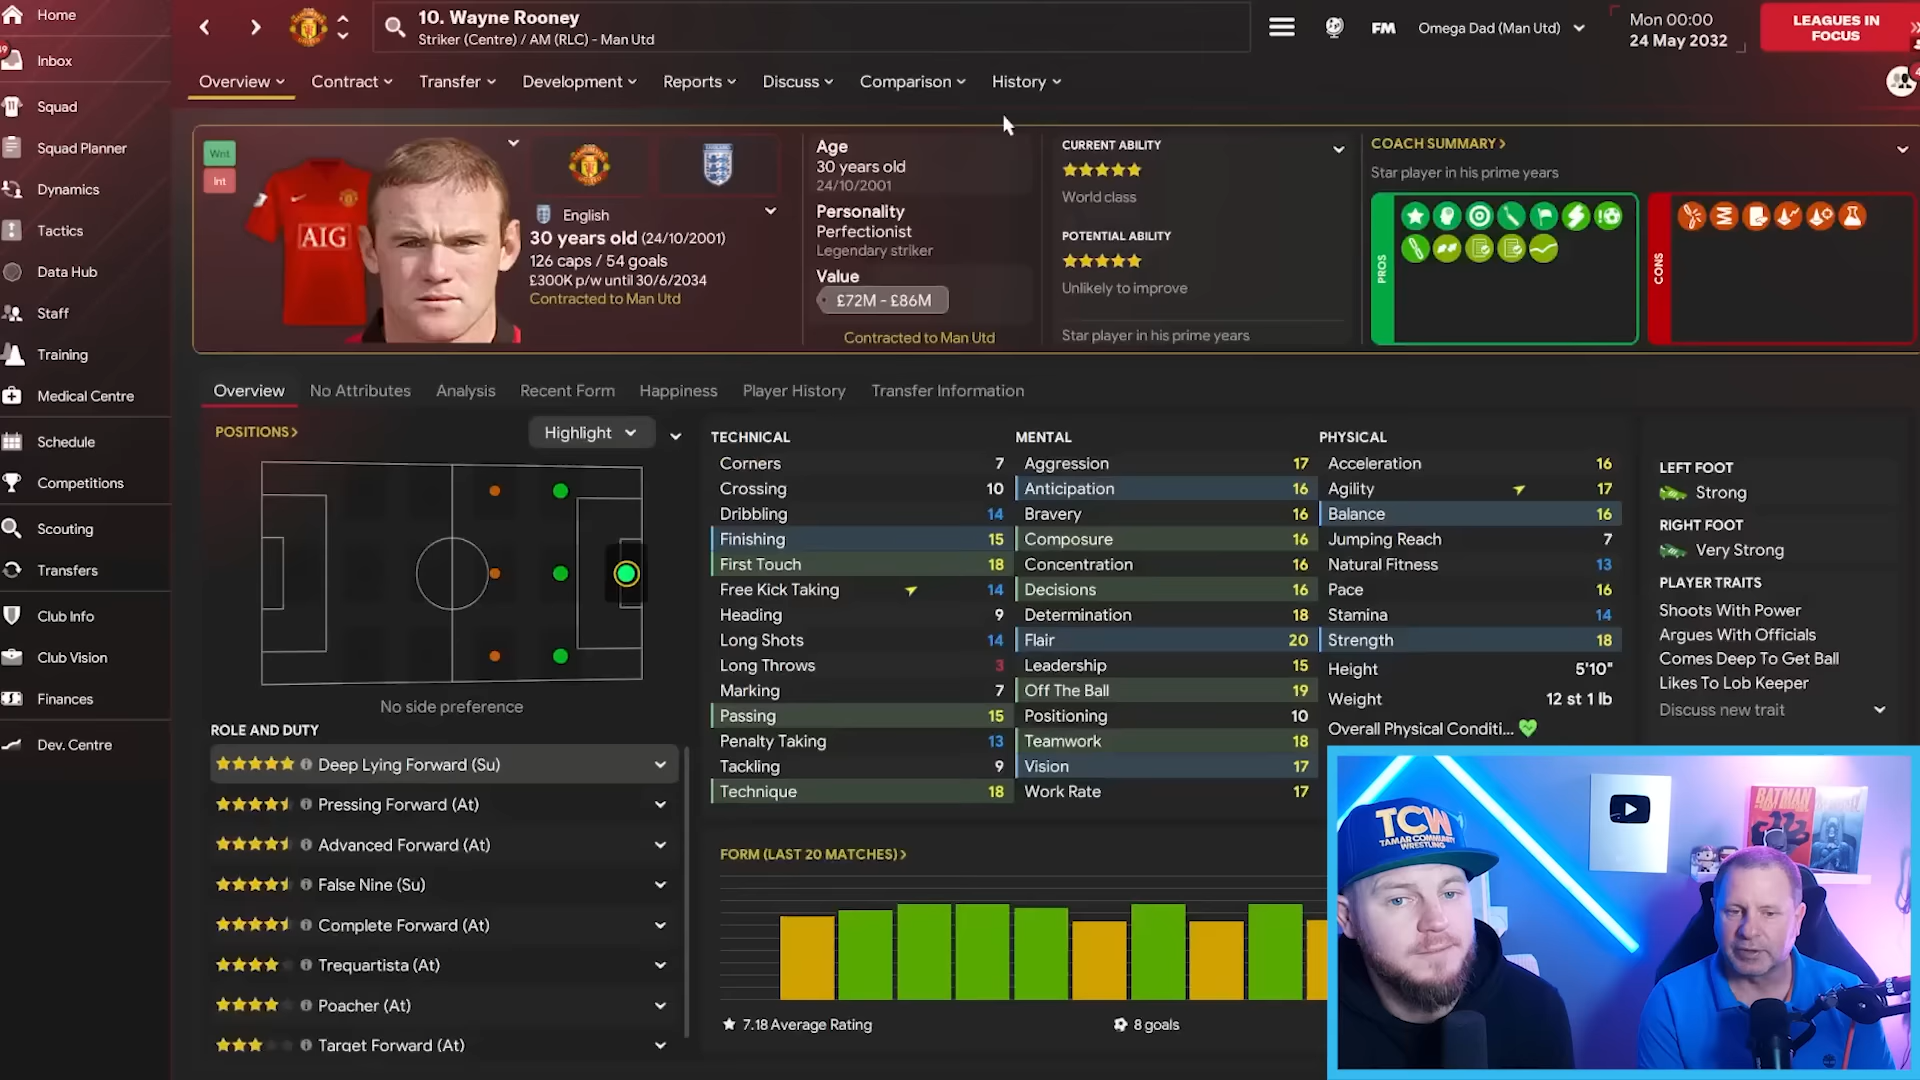 Home
Inbox
Squad
Squad Planner
Dynamics
Tactics
Data Hub
Staff
Training
Medical Centre
Schedule
Competitions
Scouting
Transfers
Club Info
Club Vision
Finances
Dev. Centre
10. Wayne Rooney
Striker (Centre) / AM (RLC) - Man Utd
FM
Omega Dad (Man Utd)
Mon 00:00
24 May 2032
LEAGUES IN
FOCUS
Overview
Contract
Transfer
Development
Reports
Discuss
Comparison
History
Wnt
Int
AIG
English
30 years old (24/10/2001)
126 caps / 54 goals
£300K p/w until 30/6/2034
Contracted to Man Utd
Age
30 years old
24/10/2001
Personality
Perfectionist
Legendary striker
Value
£72M - £86M
Contracted to Man Utd
CURRENT ABILITY
World class
POTENTIAL ABILITY
Unlikely to improve
Star player in his prime years
COACH SUMMARY >
Star player in his prime years
PROS
CONS
Overview
No Attributes
Analysis
Recent Form
Happiness
Player History
Transfer Information
POSITIONS >
Highlight
No side preference
ROLE AND DUTY
Deep Lying Forward (Su)
Pressing Forward (At)
Advanced Forward (At)
False Nine (Su)
Complete Forward (At)
Trequartista (At)
Poacher (At)
Target Forward (At)
TECHNICAL
Corners 7
Crossing 10
Dribbling 14
Finishing 15
First Touch 18
Free Kick Taking 14
Heading 9
Long Shots 14
Long Throws 3
Marking 7
Passing 15
Penalty Taking 13
Tackling 9
Technique 18
MENTAL
Aggression 17
Anticipation 16
Bravery 16
Composure 16
Concentration 16
Decisions 16
Determination 18
Flair 20
Leadership 15
Off The Ball 19
Positioning 10
Teamwork 18
Vision 17
Work Rate 17
PHYSICAL
Acceleration 16
Agility 17
Balance 16
Jumping Reach 7
Natural Fitness 13
Pace 16
Stamina 14
Strength 18
Height 5'10"
Weight 12 st 1 lb
Overall Physical Conditi...
LEFT FOOT
Strong
RIGHT FOOT
Very Strong
PLAYER TRAITS
Shoots With Power
Argues With Officials
Comes Deep To Get Ball
Likes To Lob Keeper
Discuss new trait
FORM (LAST 20 MATCHES) >
7.18 Average Rating
8 goals
TCW
TAMAR COMMUNITY
WRESTLING
BATMAN